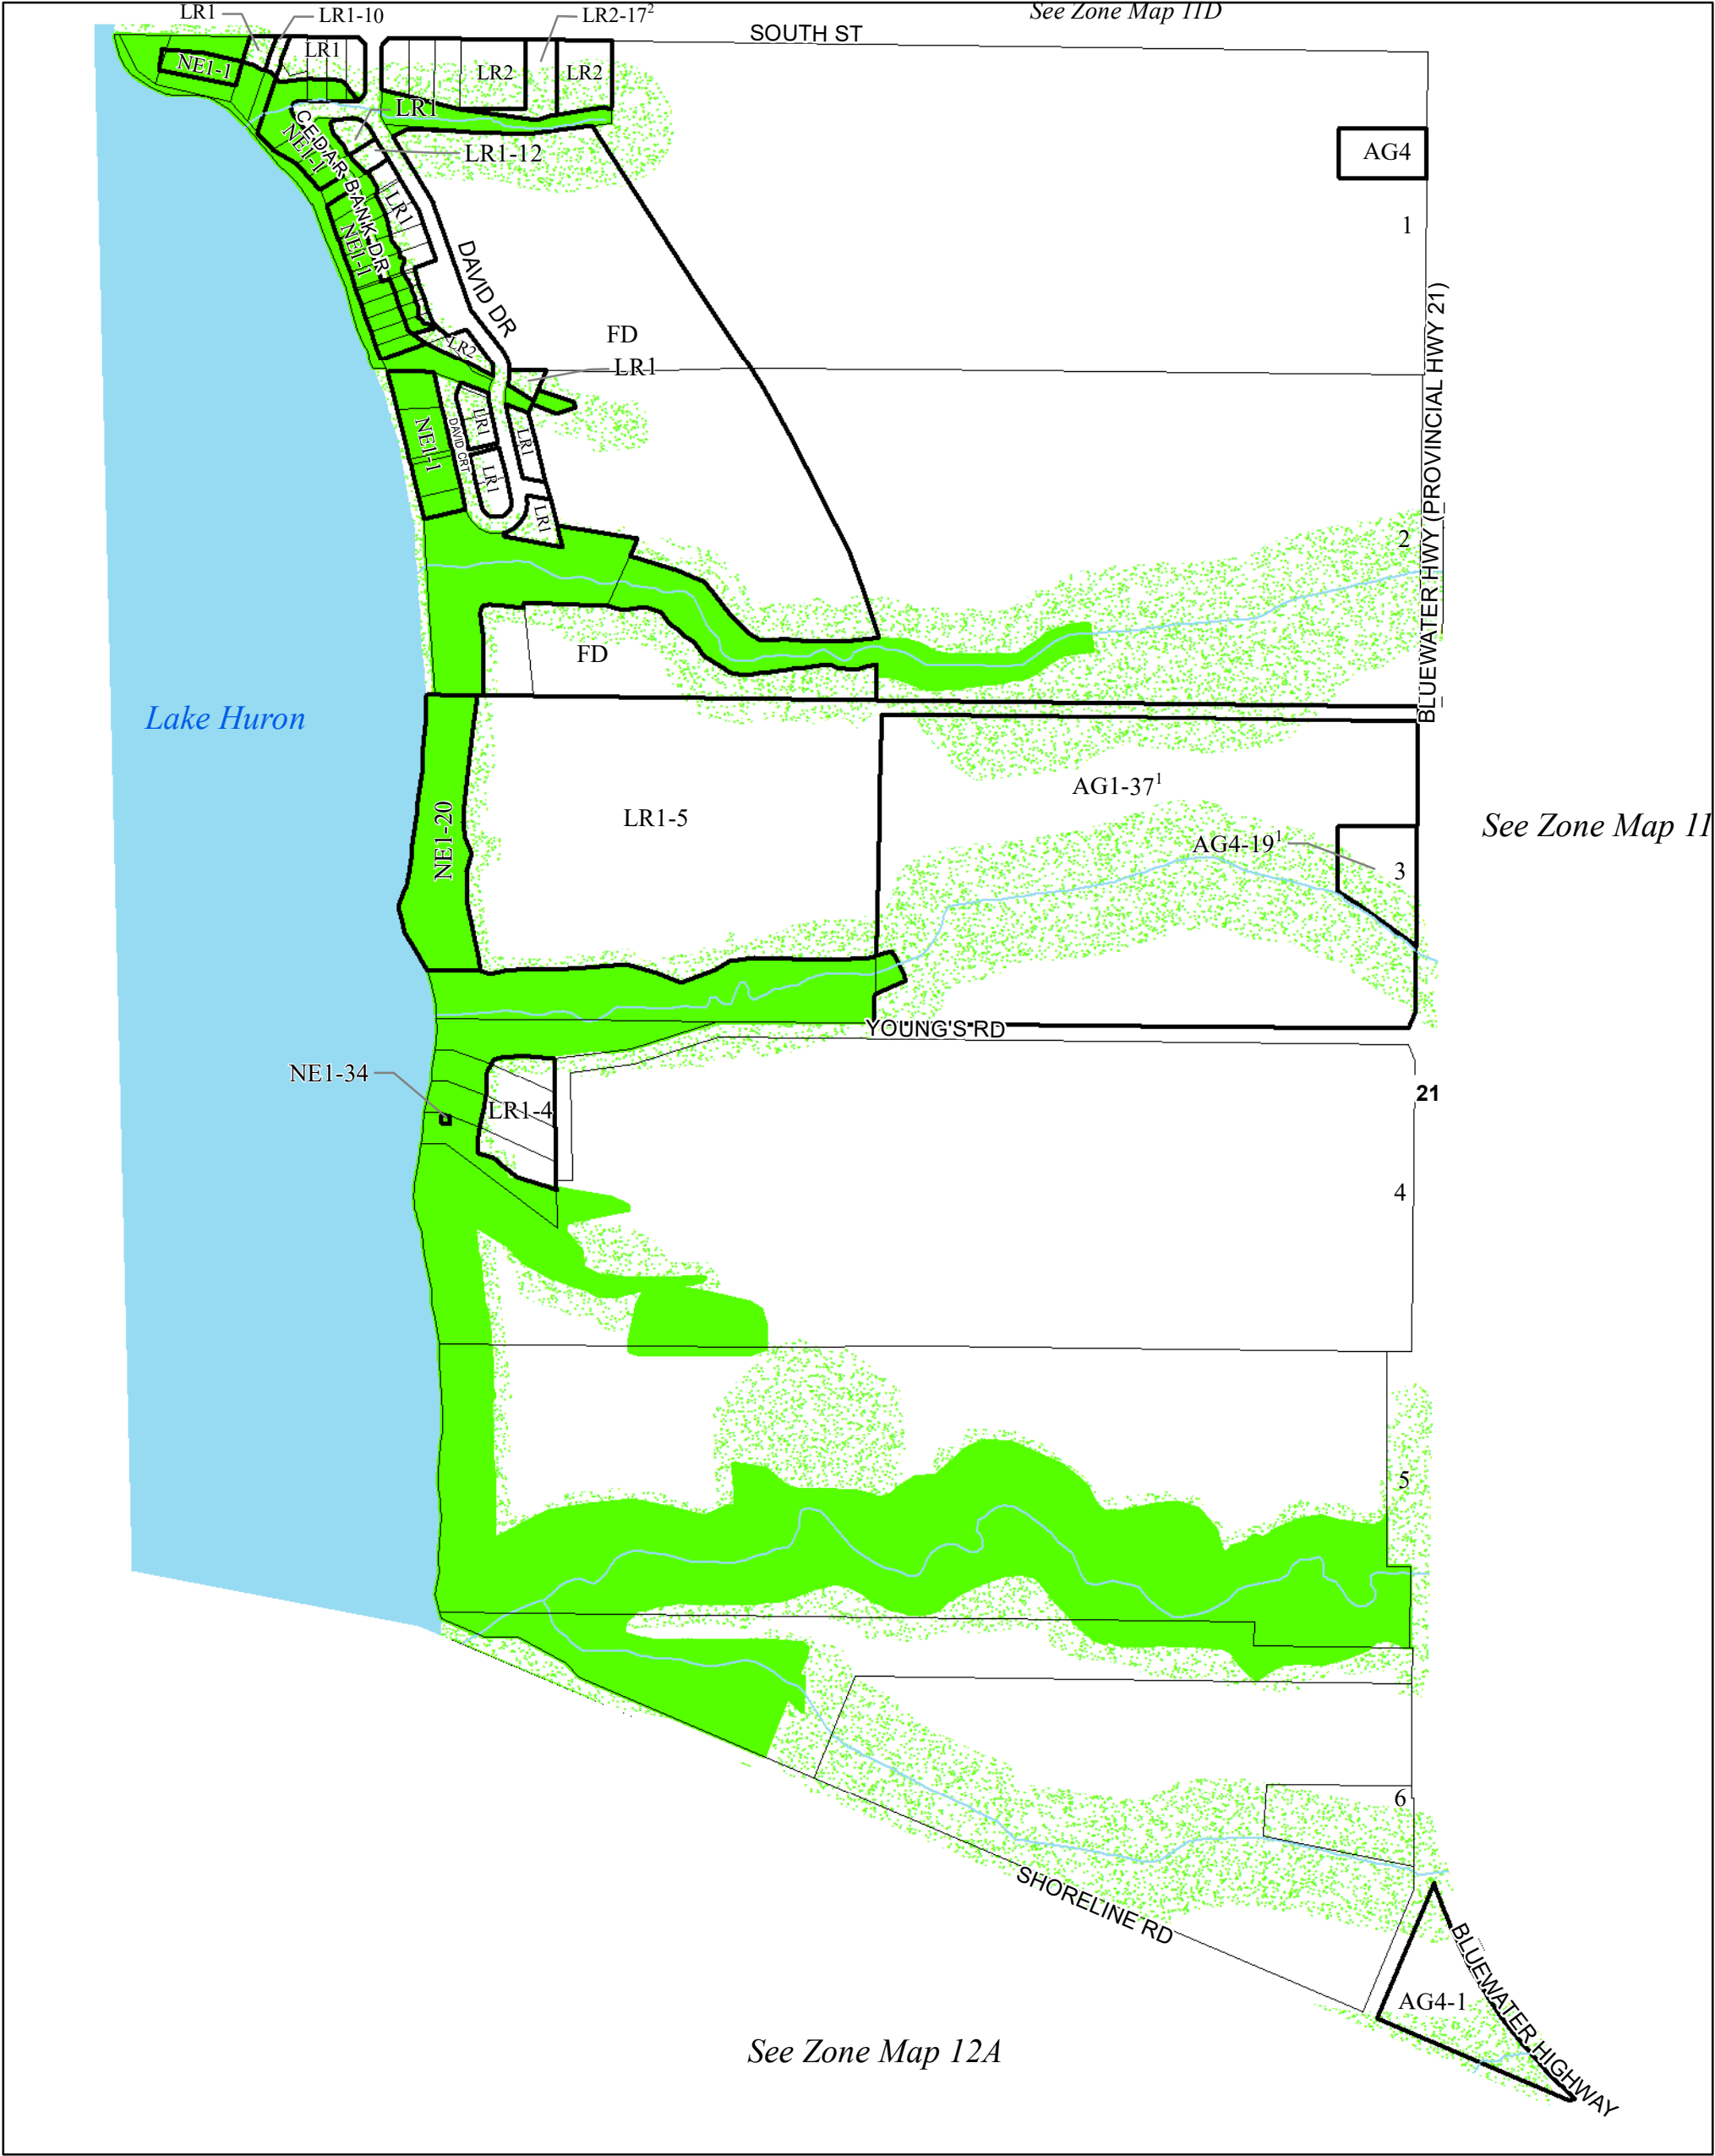 See Zone Map 11D
LR1
LR1-10
LR2-17²
SOUTH ST
LR1
NE1-1
LR2
LR2
LR1
CEDAR BANK DR
NE1-1
LR1-12
AG4
LR1
1
NE1-1
DAVID DR
BLUEWATER HWY (PROVINCIAL HWY 21)
FD
LR2
LR1
NE1-1
LR1
DAVID CRT
LR1
LR1
LR1
2
FD
Lake Huron
AG1-37¹
LR1-5
NE1-20
See Zone Map 11
AG4-19¹
3
YOUNG'S RD
NE1-34
21
LR1-4
4
5
6
SHORELINE RD
BLUEWATER HIGHWAY
AG4-1
See Zone Map 12A